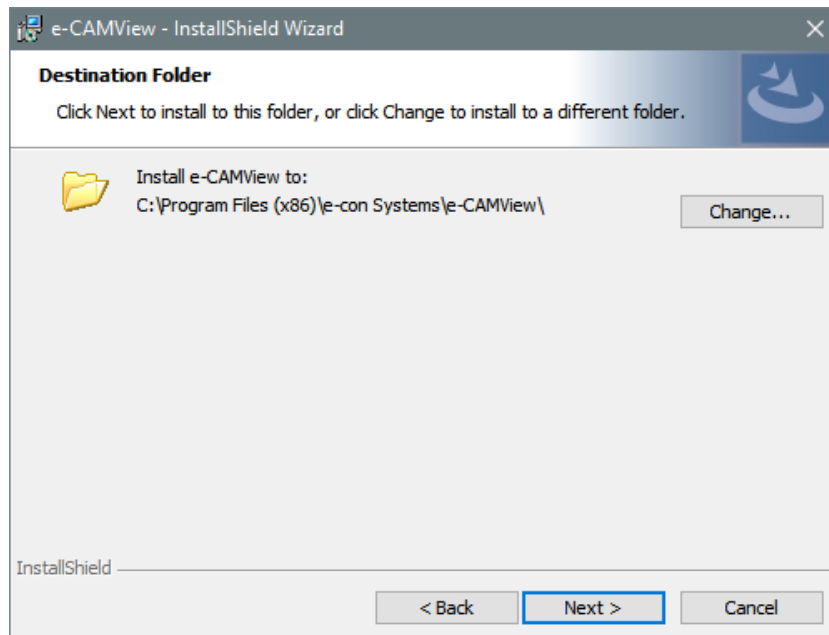 e-CAMView - InstallShield Wizard
Destination Folder
Click Next to install to this folder, or click Change to install to a different folder.
Install e-CAMView to:
C:\Program Files (x86)\e-con Systems\e-CAMView\
Change...
InstallShield
< Back
Next >
Cancel